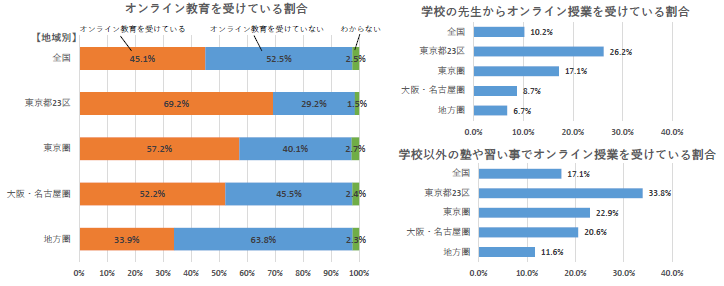 オンライン教育を受けている割合
オンライン教育を受けている オンライン教育を受けていない わからない
【地域別】
全国 45.1% 52.5% 2.5%
東京都23区 69.2% 29.2% 1.5%
東京圏 57.2% 40.1% 2.7%
大阪・名古屋圏 52.2% 45.5% 2.4%
地方圏 33.9% 63.8% 2.3%
0% 10% 20% 30% 40% 50% 60% 70% 80% 90% 100%
学校の先生からオンライン授業を受けている割合
全国 10.2%
東京都23区 26.2%
東京圏 17.1%
大阪・名古屋圏 8.7%
地方圏 6.7%
0.0% 10.0% 20.0% 30.0% 40.0%
学校以外の塾や習い事でオンライン授業を受けている割合
全国 17.1%
東京都23区 33.8%
東京圏 22.9%
大阪・名古屋圏 20.6%
地方圏 11.6%
0.0% 10.0% 20.0% 30.0% 40.0%